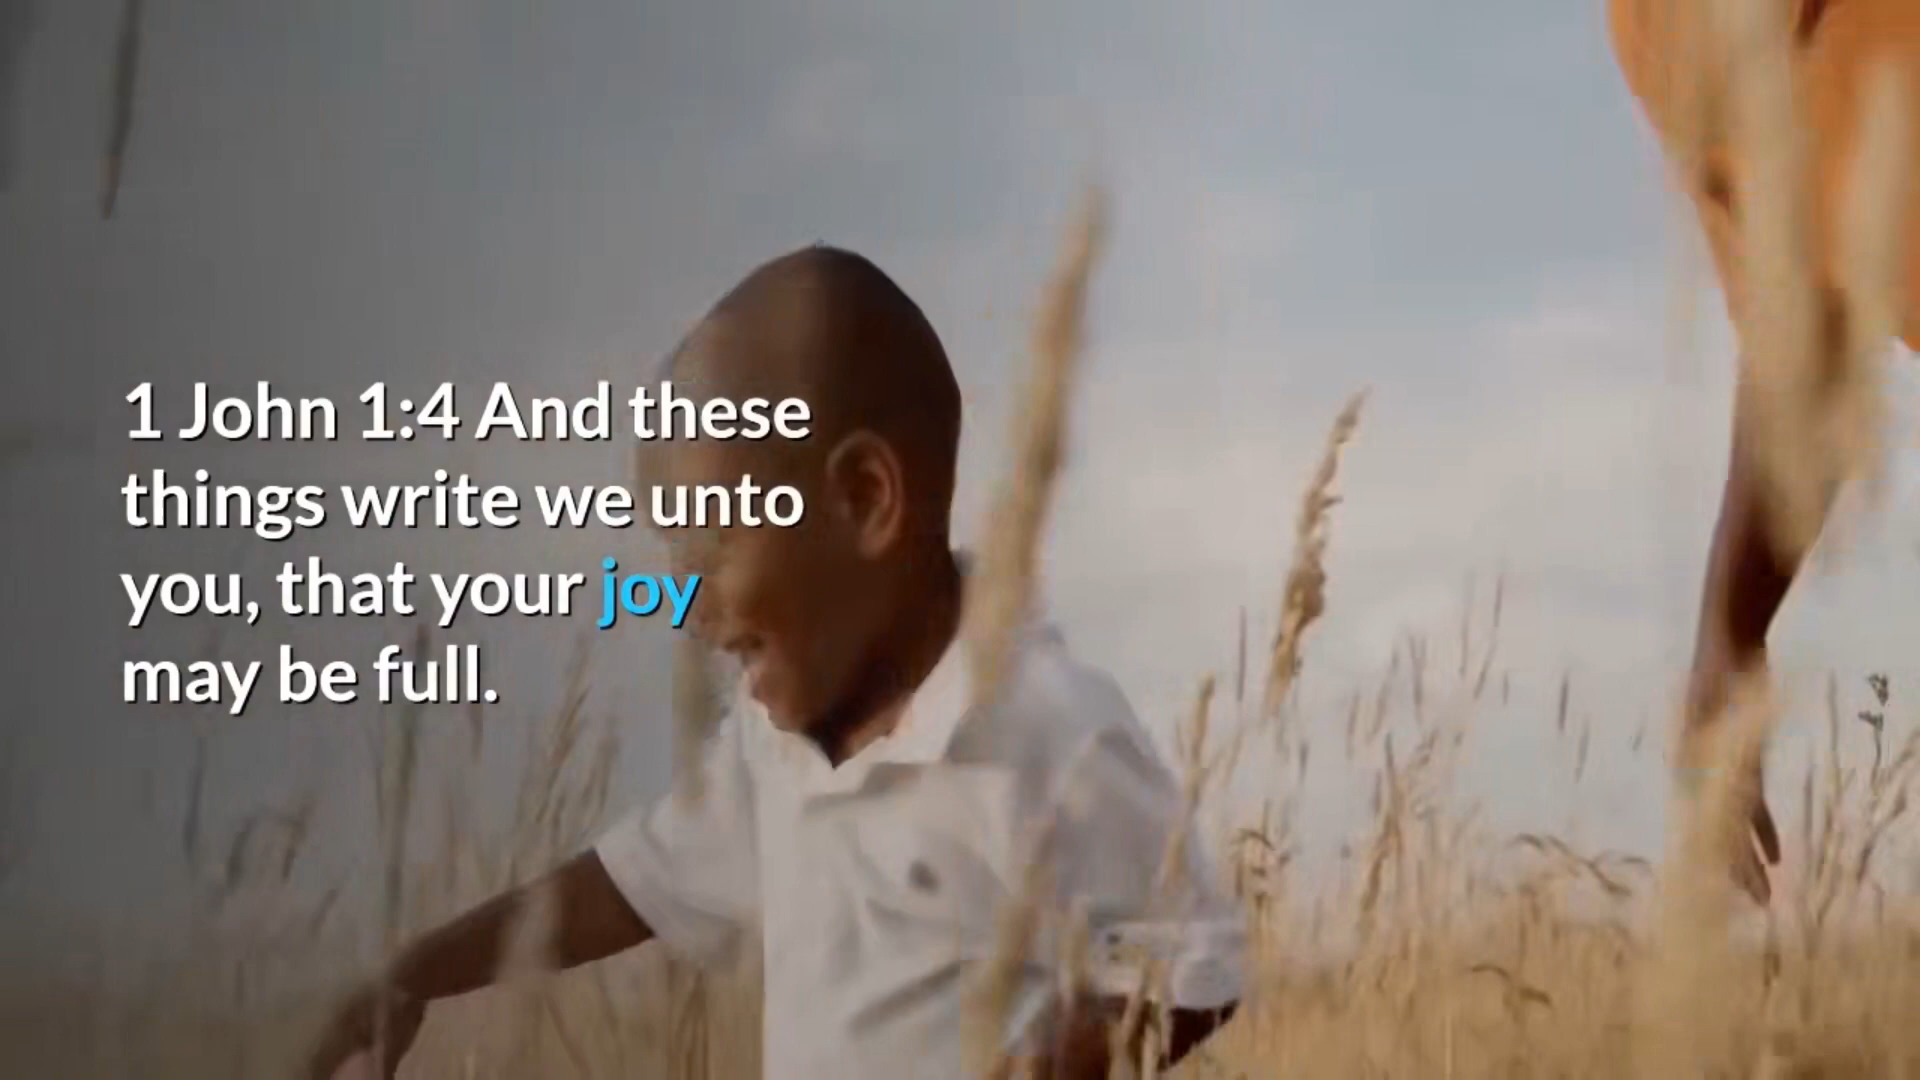 1 John 1:4 And these
things write we unto
you, that your joy
may be full.